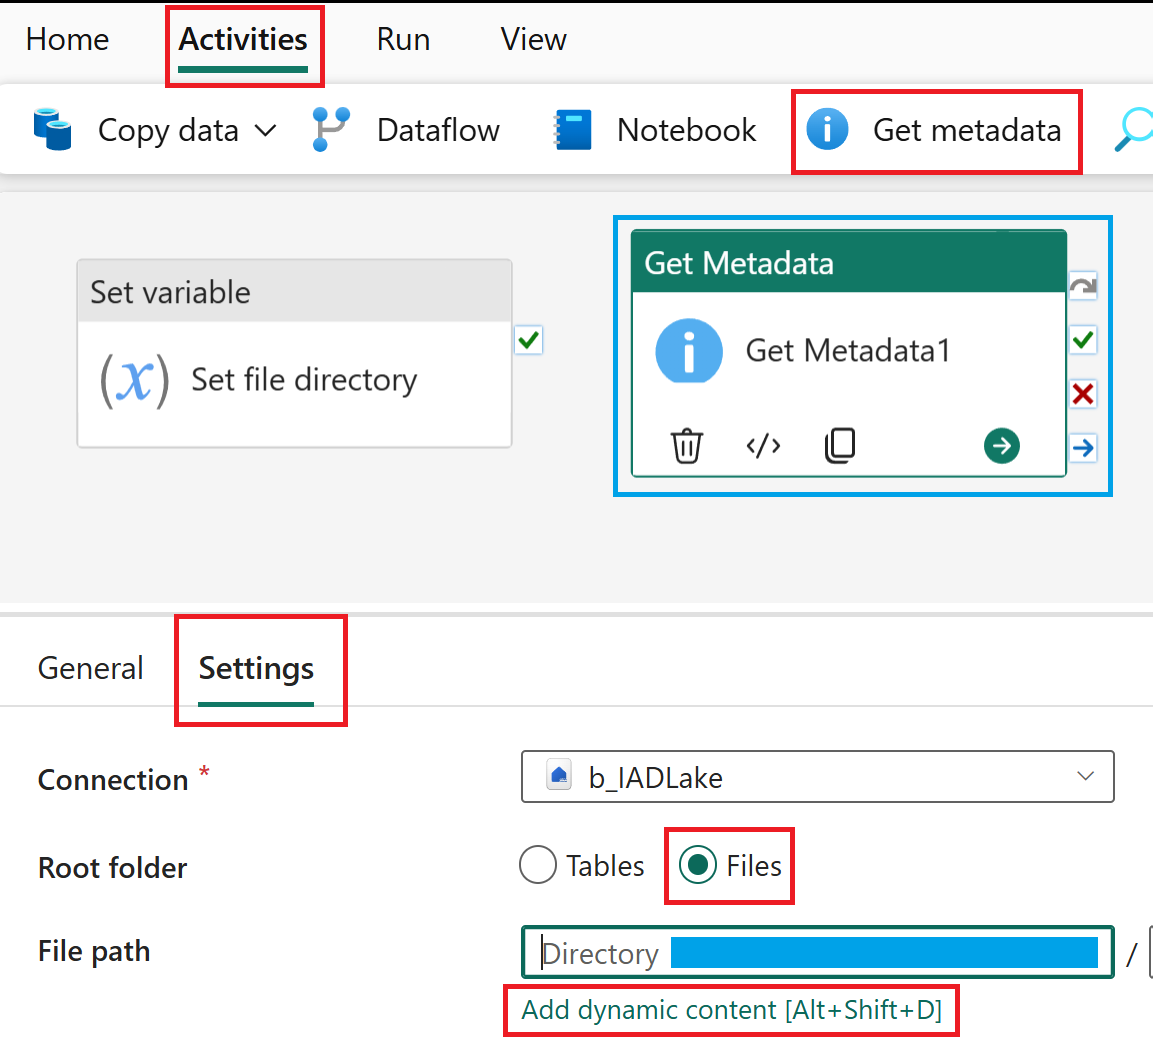 Home Activities Run View
Copy data Dataflow Notebook Get metadata
Get Metadata
Set variable
Get Metadata1
(x) Set file directory
General Settings
Connection *
b_IADLake
Root folder
Tables Files
File path
Directory /
Add dynamic content [Alt+Shift+D]